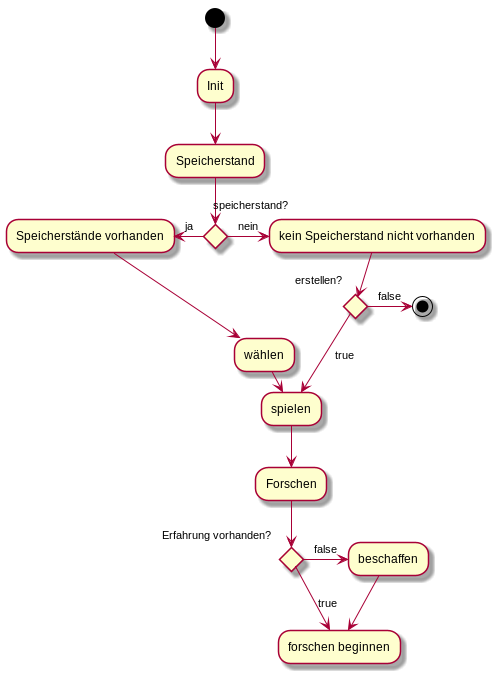 Init
Speicherstand
speicherstand?
ja
nein
Speicherstände vorhanden
kein Speicherstand nicht vorhanden
erstellen?
false
wählen
true
spielen
Forschen
Erfahrung vorhanden?
false
beschaffen
true
forschen beginnen